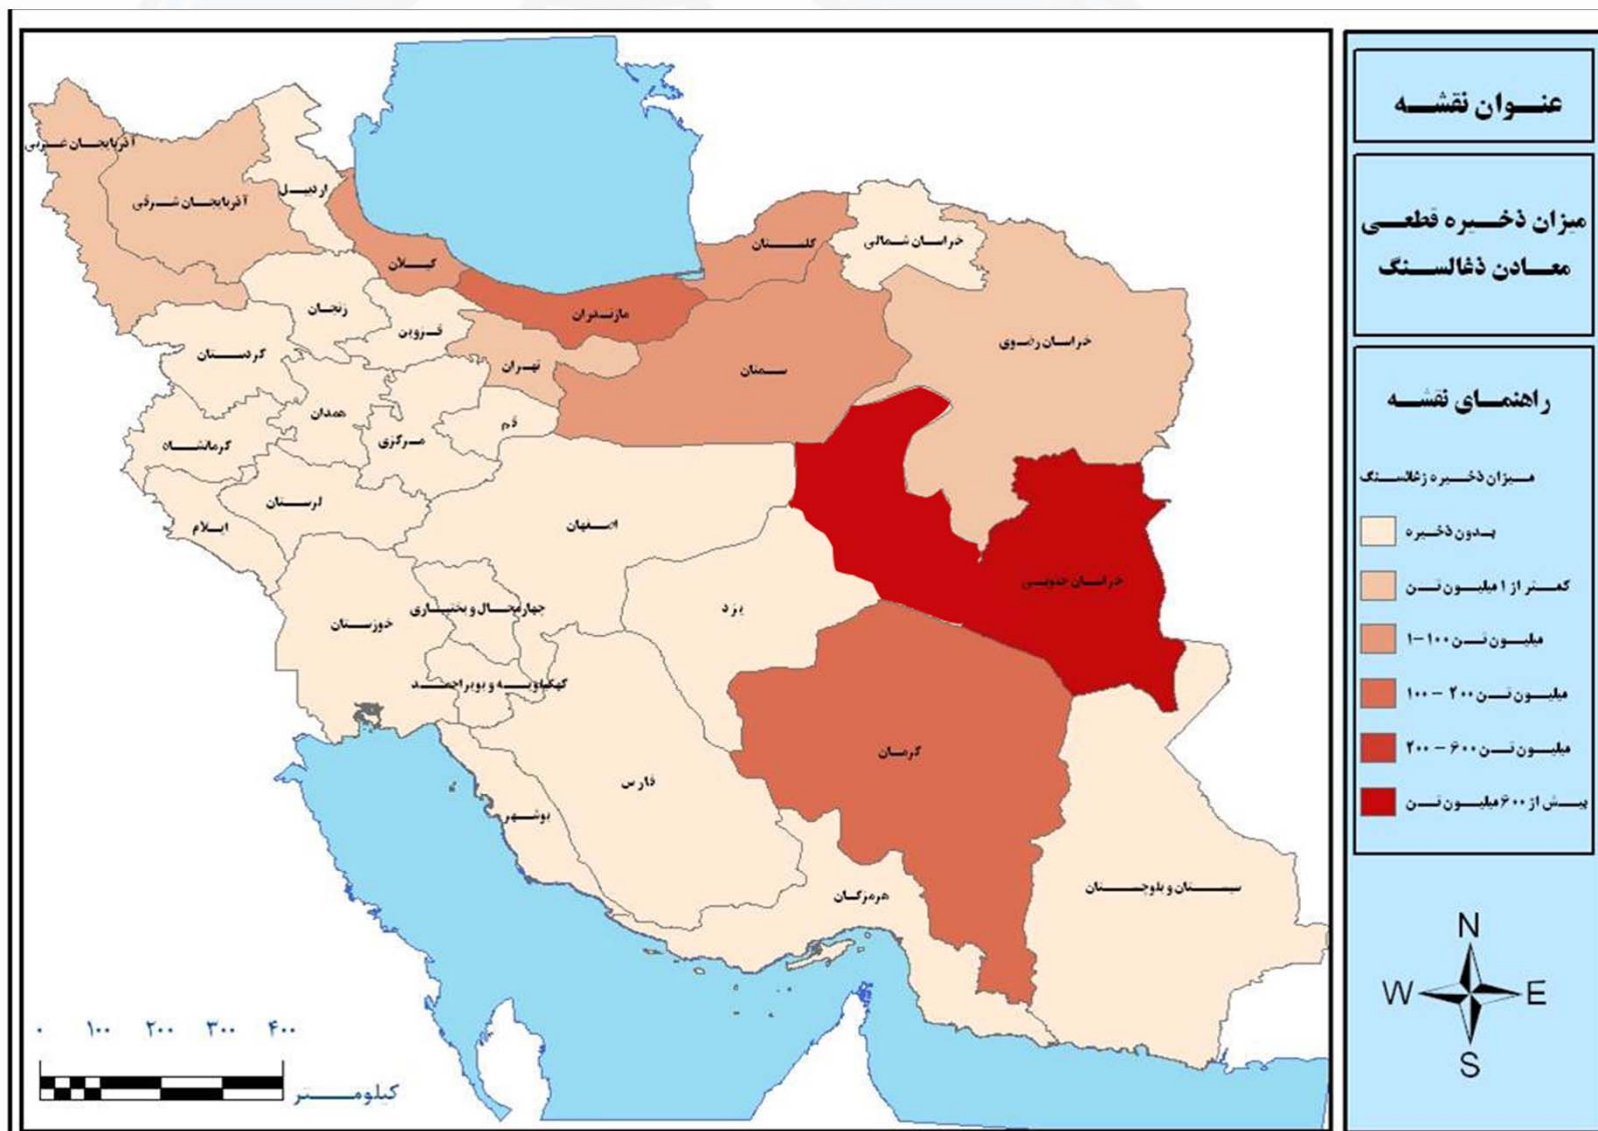 عنوان نقشه
میزان ذخیره قطعی
معادن ذغالسنگ
راهنمای نقشه
میزان ذخیره زغالسنگ
بدون ذخیره
کمتر از ۱ میلیون تن
میلیون تن ۱۰۰ - ۱
میلیون تن ۲۰۰ - ۱۰۰
میلیون تن ۶۰۰ - ۲۰۰
بیش از ۶۰۰ میلیون تن
N
W E
S
آذربایجان غربی
آذربایجان شرقی
اردبیل
گیلان
مازندران
گلستان
خراسان شمالی
خراسان رضوی
زنجان
قزوین
تهران
سمنان
کردستان
همدان
مرکزی
قم
کرمانشاه
ایلام
لرستان
اصفهان
خراسان جنوبی
خوزستان
چهارمحال و بختیاری
یزد
کهگیلویه و بویراحمد
فارس
کرمان
بوشهر
هرمزگان
سیستان و بلوچستان
۰ ۱۰۰ ۲۰۰ ۳۰۰ ۴۰۰
کیلومتر